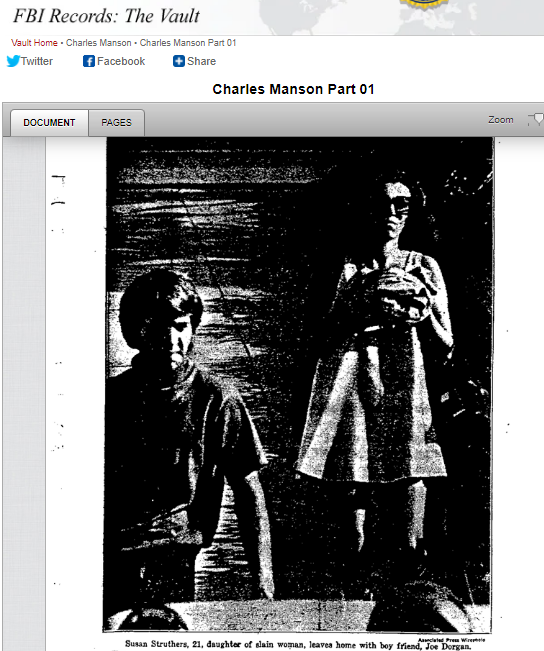 FBI Records: The Vault
Vault Home • Charles Manson • Charles Manson Part 01
Twitter Facebook Share
Charles Manson Part 01
DOCUMENT PAGES Zoom
Associated Press Wirephoto
Susan Struthers, 21, daughter of slain woman, leaves home with boy friend, Joe Dorgan.